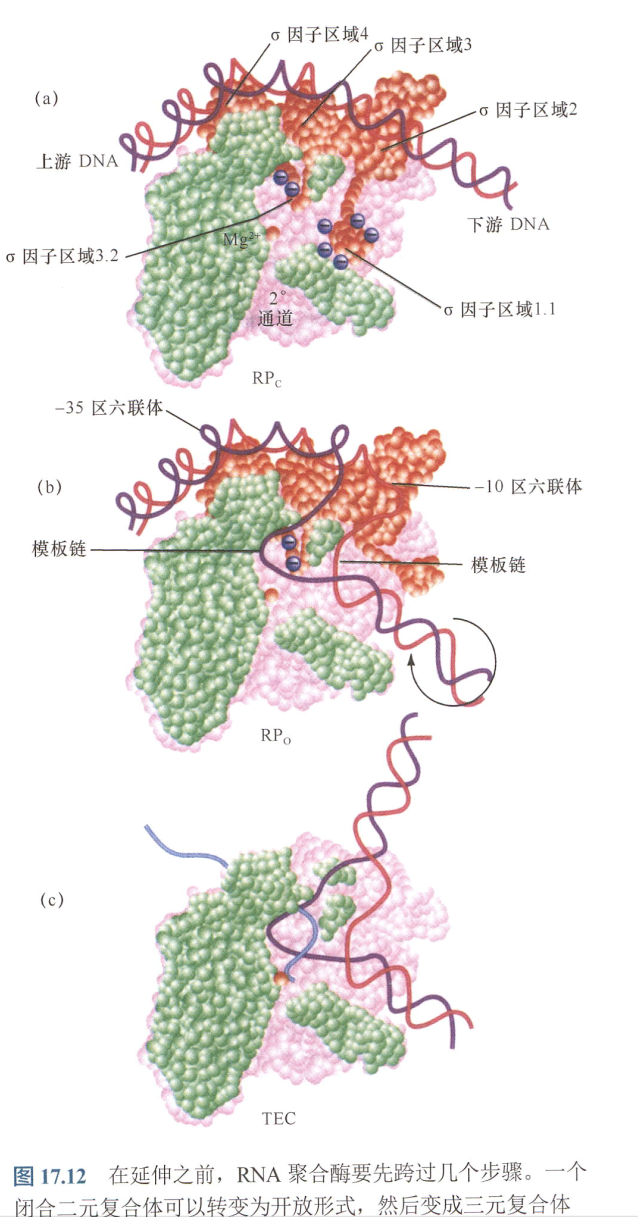 σ 因子区域4
σ 因子区域3
(a)
σ 因子区域2
上游 DNA
下游 DNA
Mg²⁺
σ 因子区域3.2
2°
通道
σ 因子区域1.1
RPC
−35 区六联体
(b)
−10 区六联体
模板链
模板链
RPO
(c)
TEC
图 17.12 在延伸之前，RNA 聚合酶要先跨过几个步骤。一个
闭合二元复合体可以转变为开放形式，然后变成三元复合体